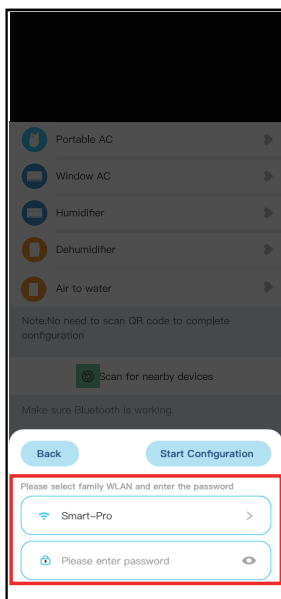 Portable AC
Window AC
Humidifier
Dehumidifier
Air to water
Note:No need to scan QR code to complete
configuration
Scan for nearby devices
Make sure Bluetooth is working.
Back
Start Configuration
Please select family WLAN and enter the password
Smart-Pro
Please enter password